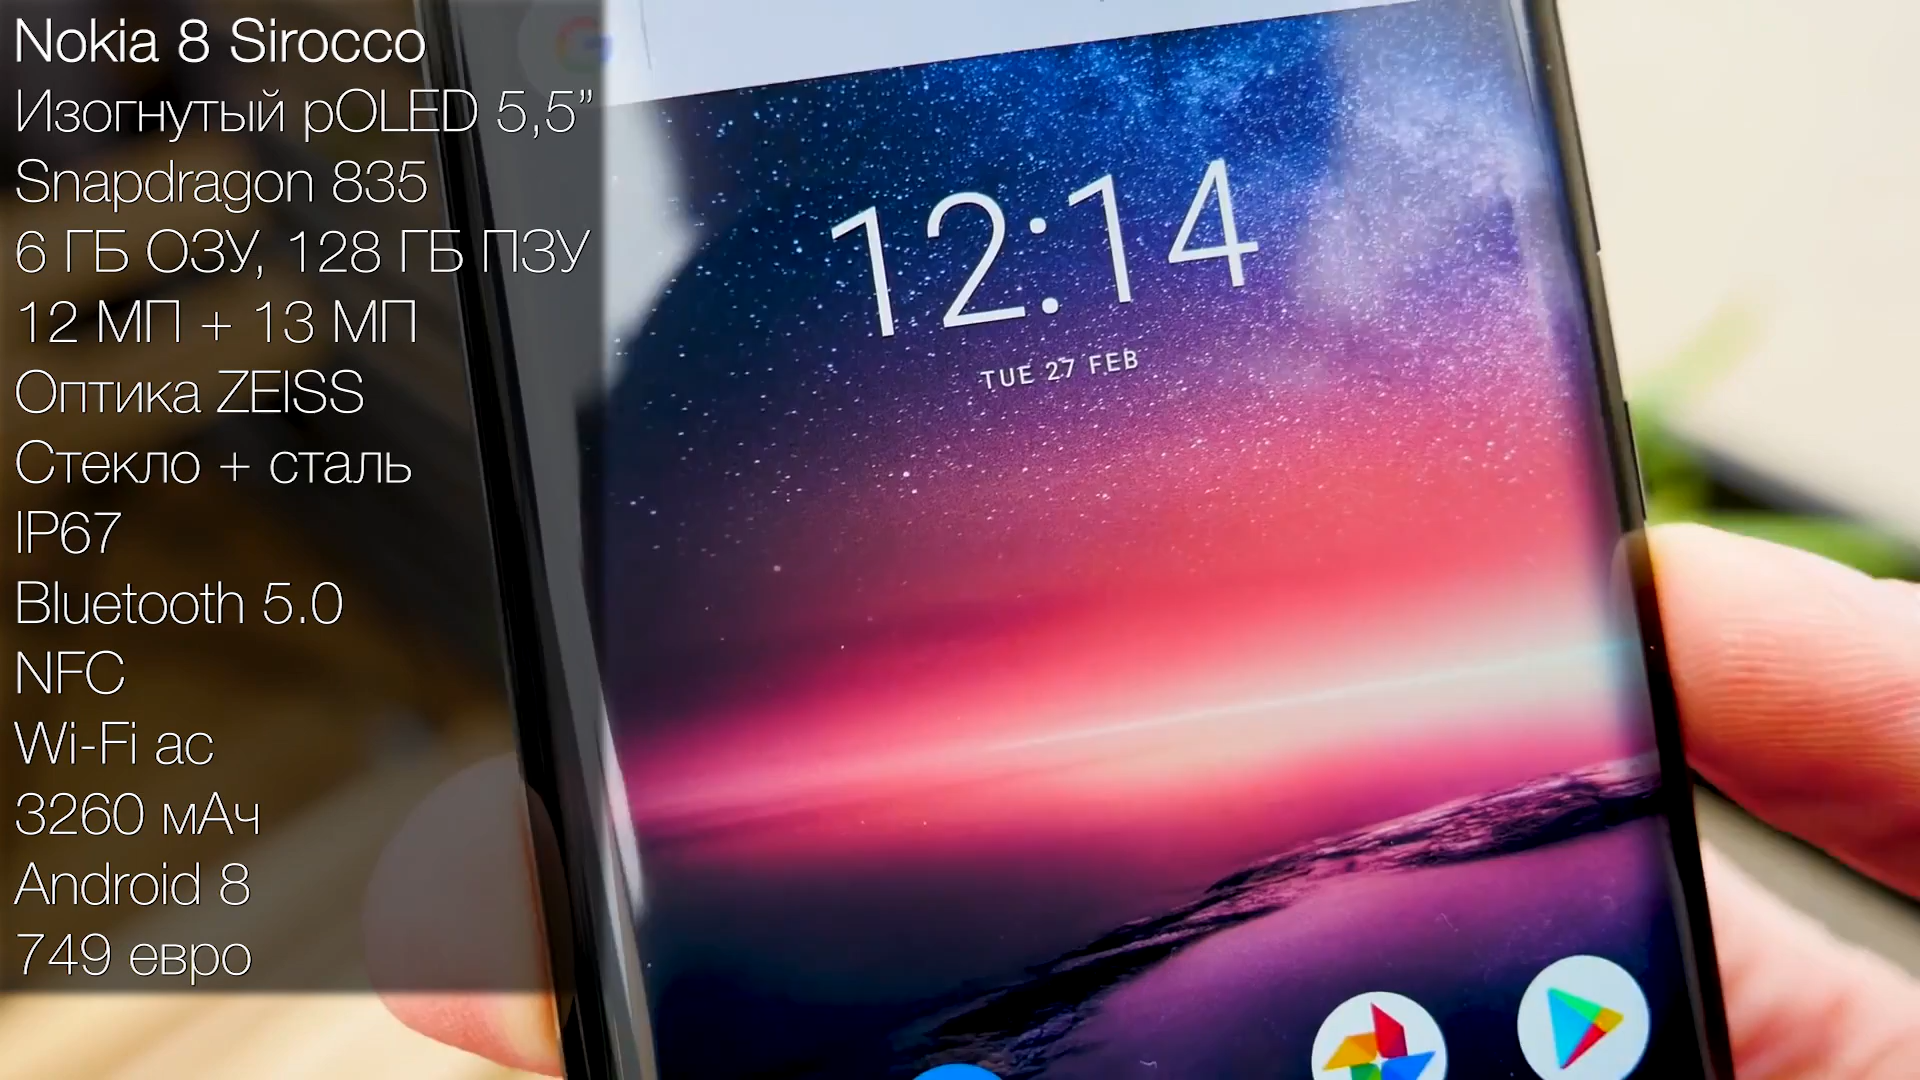 Nokia 8 Sirocco
Изогнутый pOLED 5,5”
Snapdragon 835
6 ГБ ОЗУ, 128 ГБ ПЗУ
12 МП + 13 МП
Оптика ZEISS
Стекло + сталь
IP67
Bluetooth 5.0
NFC
Wi-Fi ac
3260 мАч
Android 8
749 евро
12:14
TUE 27 FEB